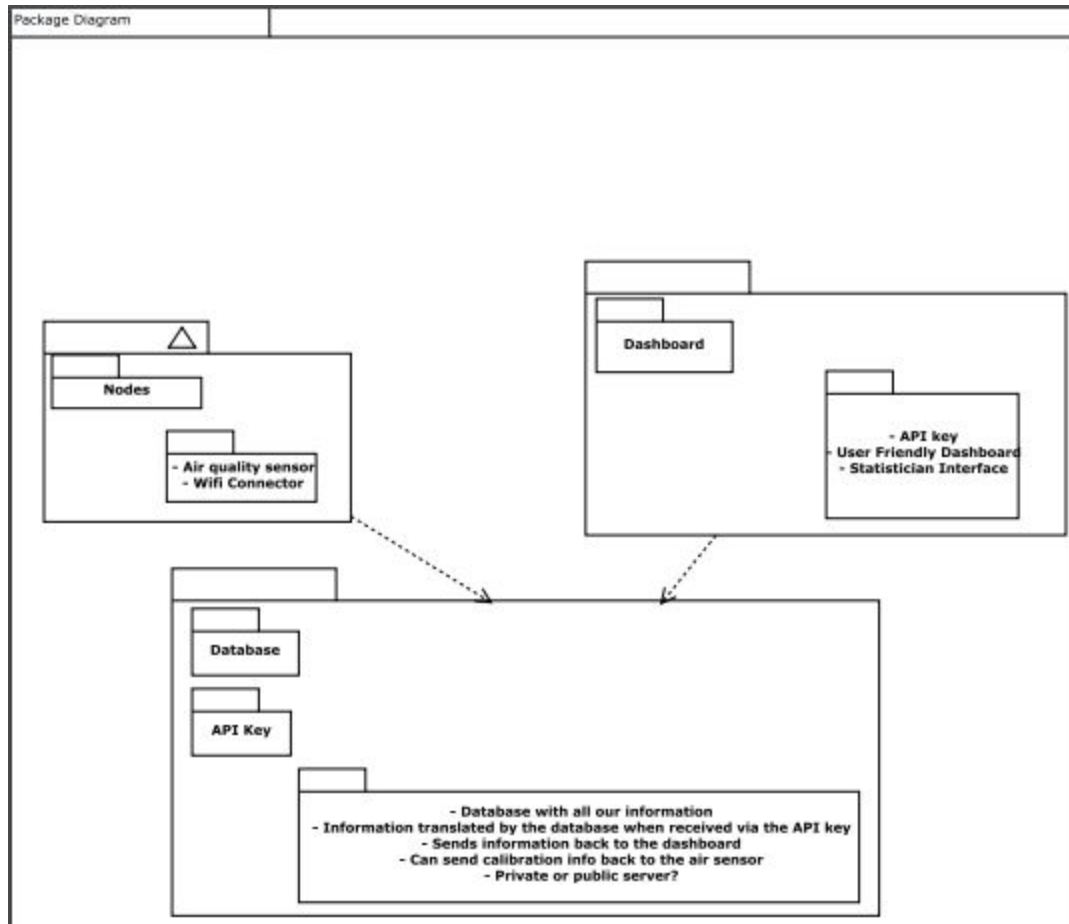 Package Diagram
Nodes
- Air quality sensor
- Wifi Connector
Dashboard
- API key
- User Friendly Dashboard
- Statistician Interface
Database
API Key
- Database with all our information
- Information translated by the database when received via the API key
- Sends information back to the dashboard
- Can send calibration info back to the air sensor
- Private or public server?